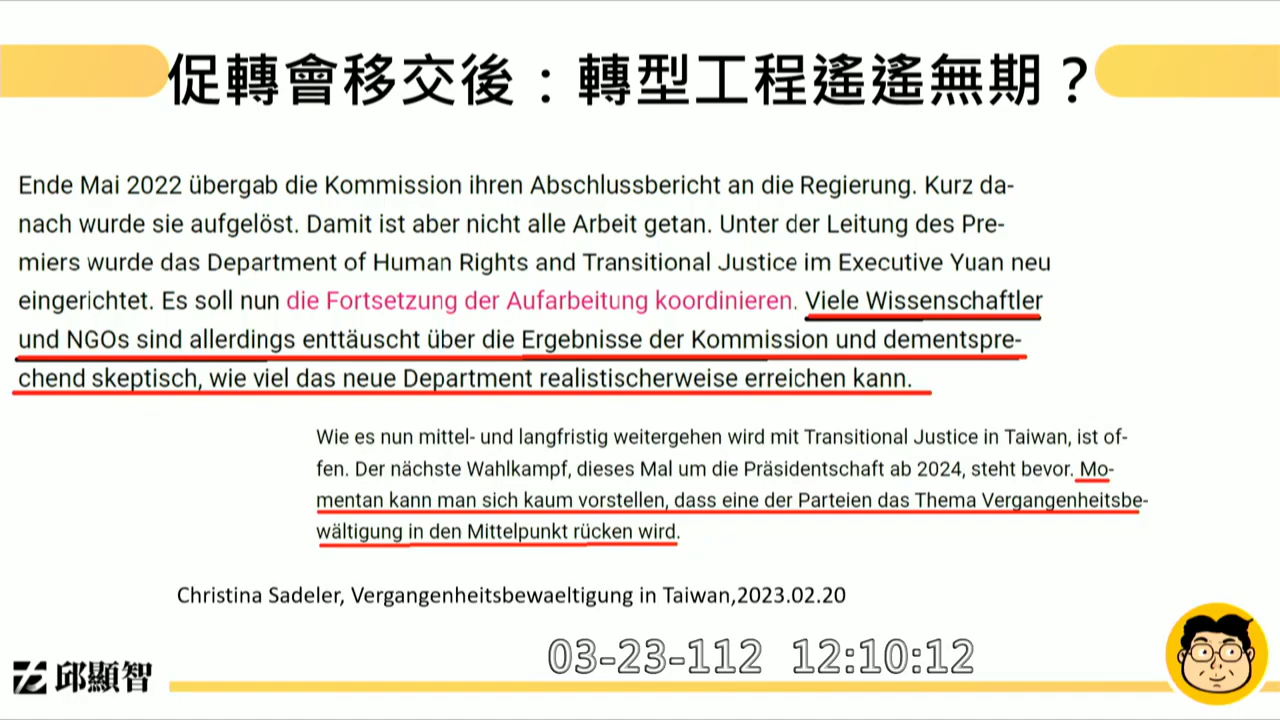 促轉會移交後：轉型工程遙遙無期？
Ende Mai 2022 übergab die Kommission ihren Abschlussbericht an die Regierung. Kurz da-
nach wurde sie aufgelöst. Damit ist aber nicht alle Arbeit getan. Unter der Leitung des Pre-
miers wurde das Department of Human Rights and Transitional Justice im Executive Yuan neu
eingerichtet. Es soll nun die Fortsetzung der Aufarbeitung koordinieren. Viele Wissenschaftler
und NGOs sind allerdings enttäuscht über die Ergebnisse der Kommission und dementspre-
chend skeptisch, wie viel das neue Department realistischerweise erreichen kann.
Wie es nun mittel- und langfristig weitergehen wird mit Transitional Justice in Taiwan, ist of-
fen. Der nächste Wahlkampf, dieses Mal um die Präsidentschaft ab 2024, steht bevor. Mo-
mentan kann man sich kaum vorstellen, dass eine der Parteien das Thema Vergangenheitsbe-
wältigung in den Mittelpunkt rücken wird.
Christina Sadeler, Vergangenheitsbewaeltigung in Taiwan,2023.02.20
03-23-112 12:10:12
邱顯智